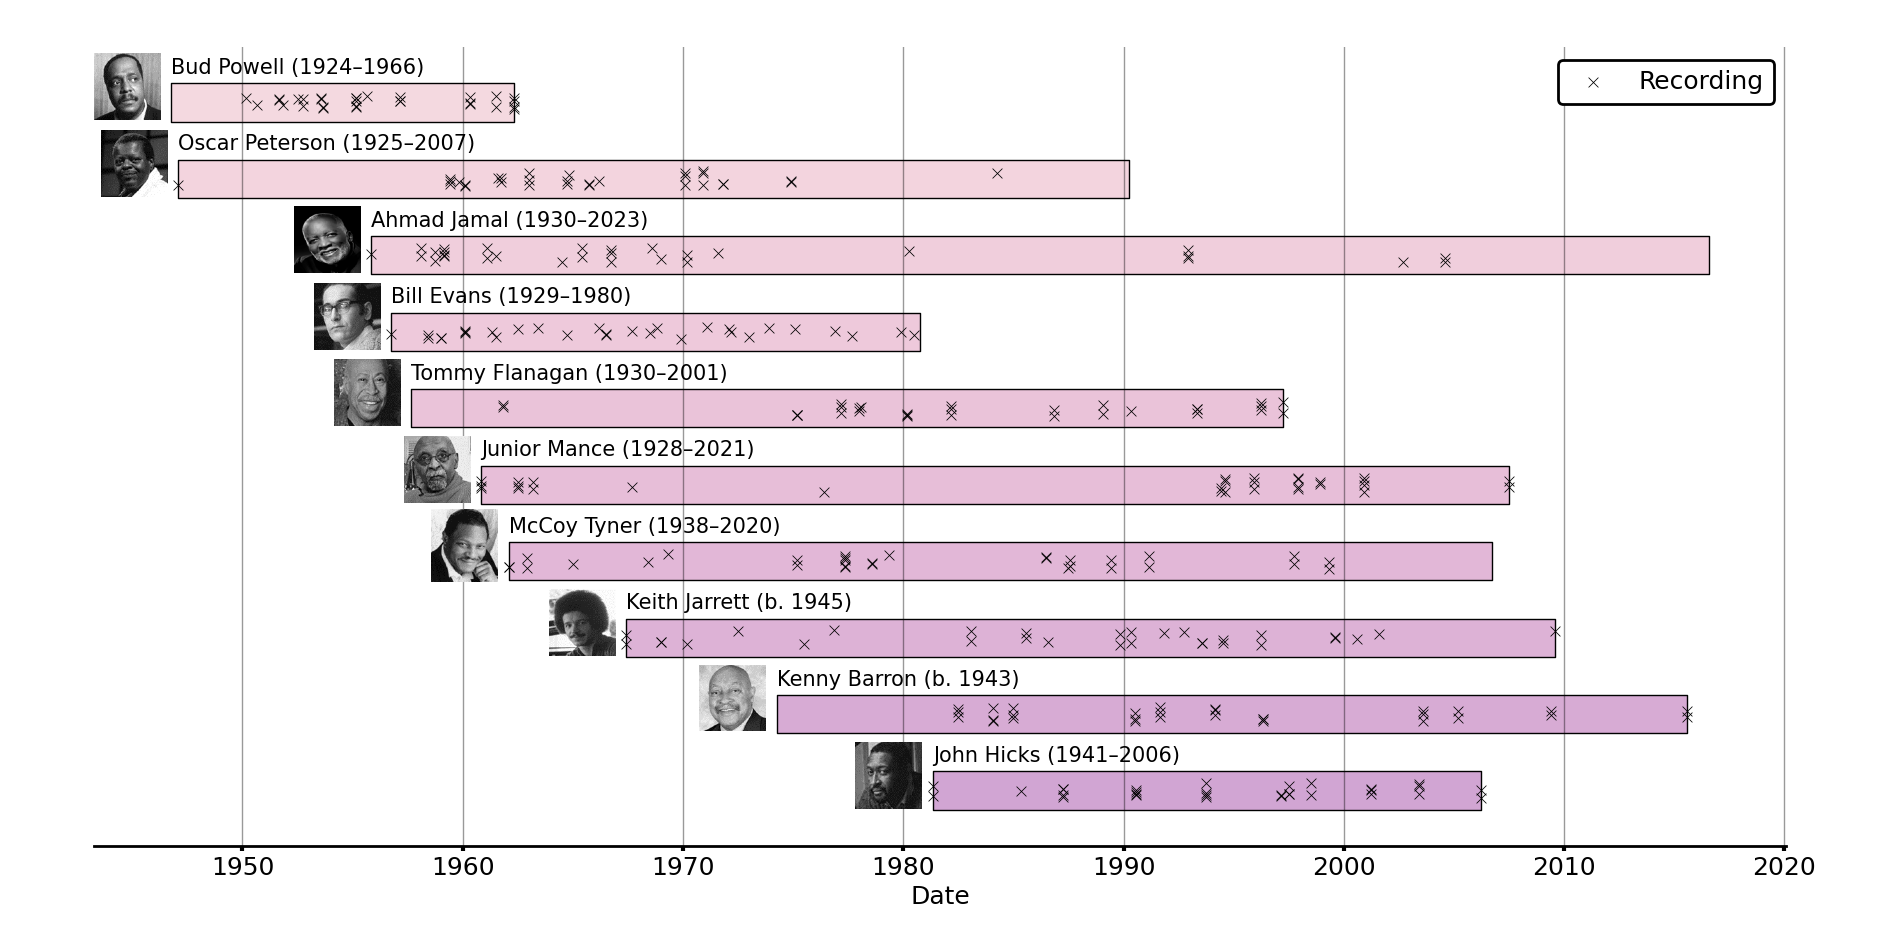 Bud Powell (1924–1966)
Recording
Oscar Peterson (1925–2007)
Ahmad Jamal (1930–2023)
Bill Evans (1929–1980)
Tommy Flanagan (1930–2001)
Junior Mance (1928–2021)
McCoy Tyner (1938–2020)
Keith Jarrett (b. 1945)
Kenny Barron (b. 1943)
John Hicks (1941–2006)
1950 1960 1970 1980 1990 2000 2010 2020
Date